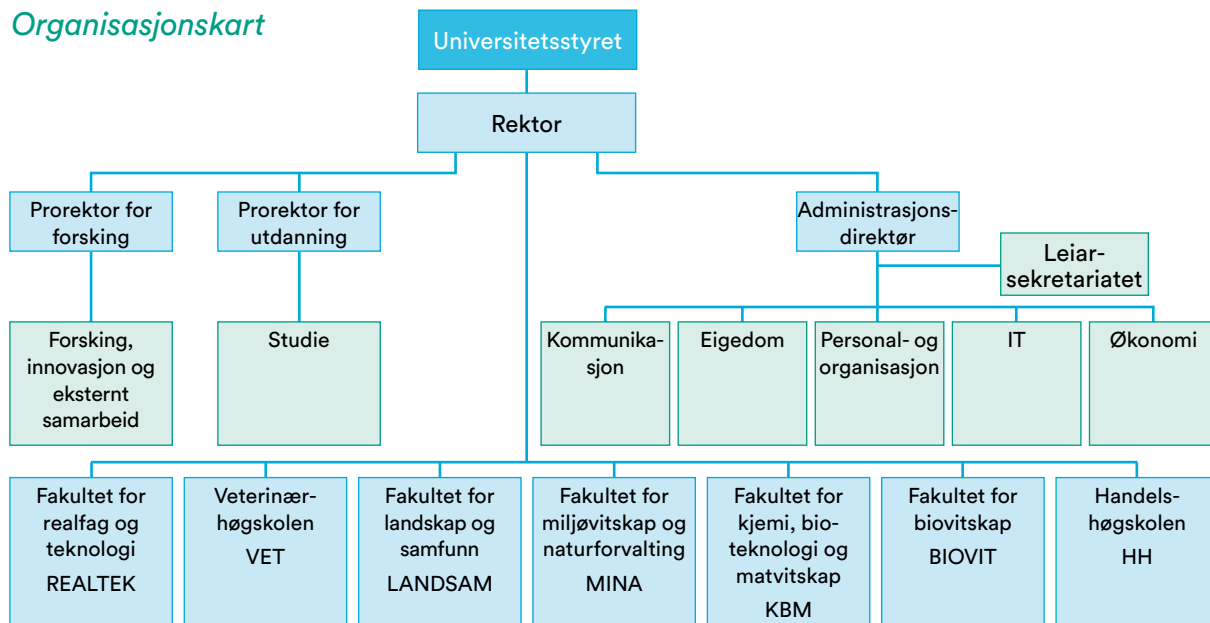 Organisasjonskart
Universitetsstyret
Rektor
Prorektor for
forsking
Prorektor for
utdanning
Administrasjons-
direktør
Leiar-
sekretariatet
Forsking,
innovasjon og
eksternt
samarbeid
Studie
Kommunika-
sjon
Eigedom
Personal- og
organisasjon
IT
Økonomi
Fakultet for
realfag og
teknologi
REALTEK
Veterinær-
høgskolen
VET
Fakultet for
landskap og
samfunn
LANDSAM
Fakultet for
miljøvitskap og
naturforvalting
MINA
Fakultet for
kjemi, bio-
teknologi og
matvitskap
KBM
Fakultet for
biovitskap
BIOVIT
Handels-
høgskolen
HH